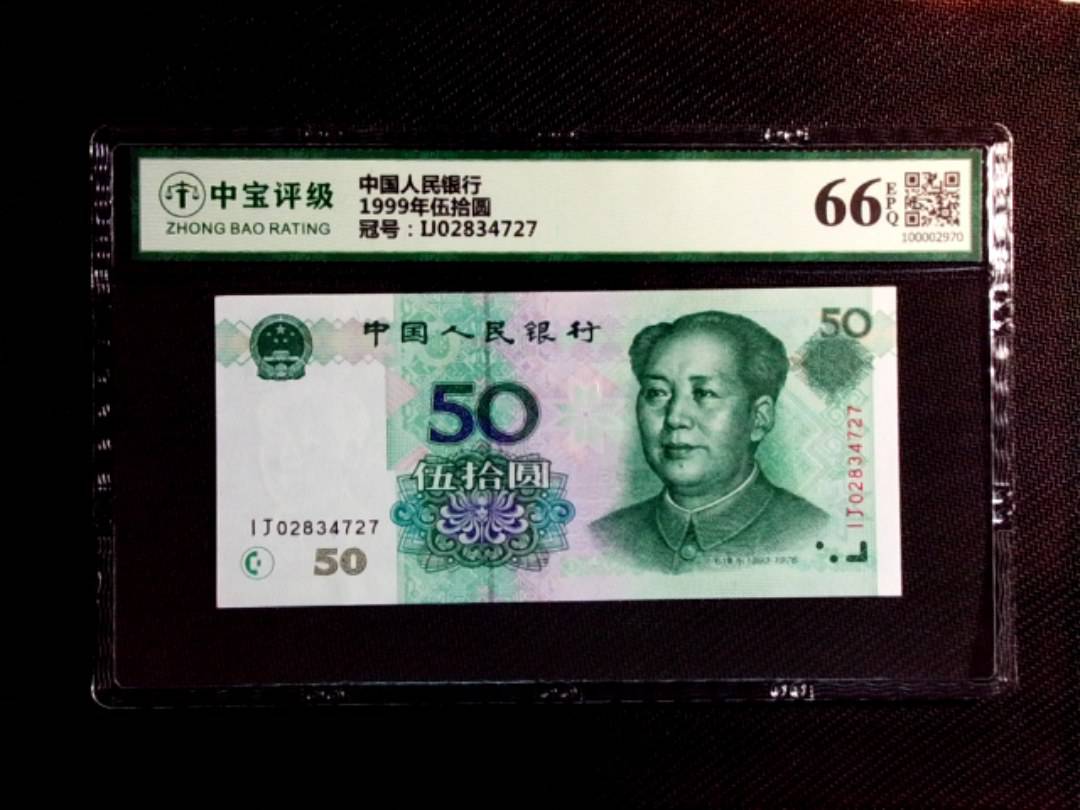 中宝评级
ZHONG BAO RATING
中国人民银行
1999年伍拾圆
冠号：IJ02834727
66
EPQ
100002970
中国人民银行
50
50
伍拾圆
IJ02834727
IJ02834727
50